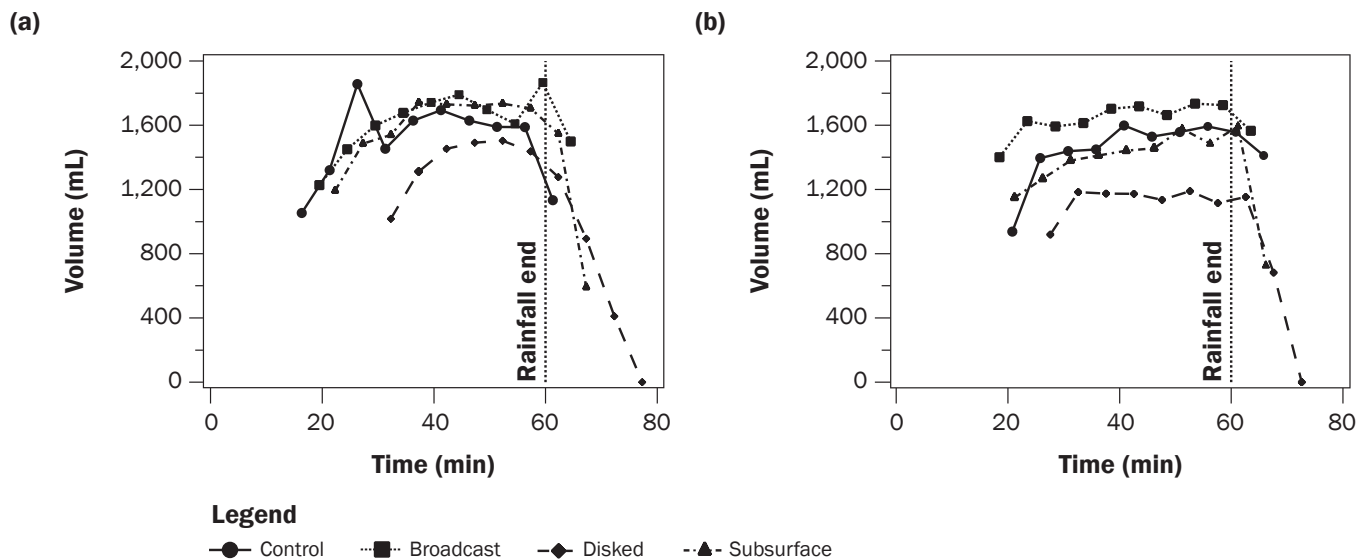 (a)
2,000
1,600
1,200
800
400
0
Volume (mL)
Rainfall end
0 20 40 60 80
Time (min)
(b)
2,000
1,600
1,200
800
400
0
Volume (mL)
Rainfall end
0 20 40 60 80
Time (min)
Legend
Control Broadcast Disked Subsurface